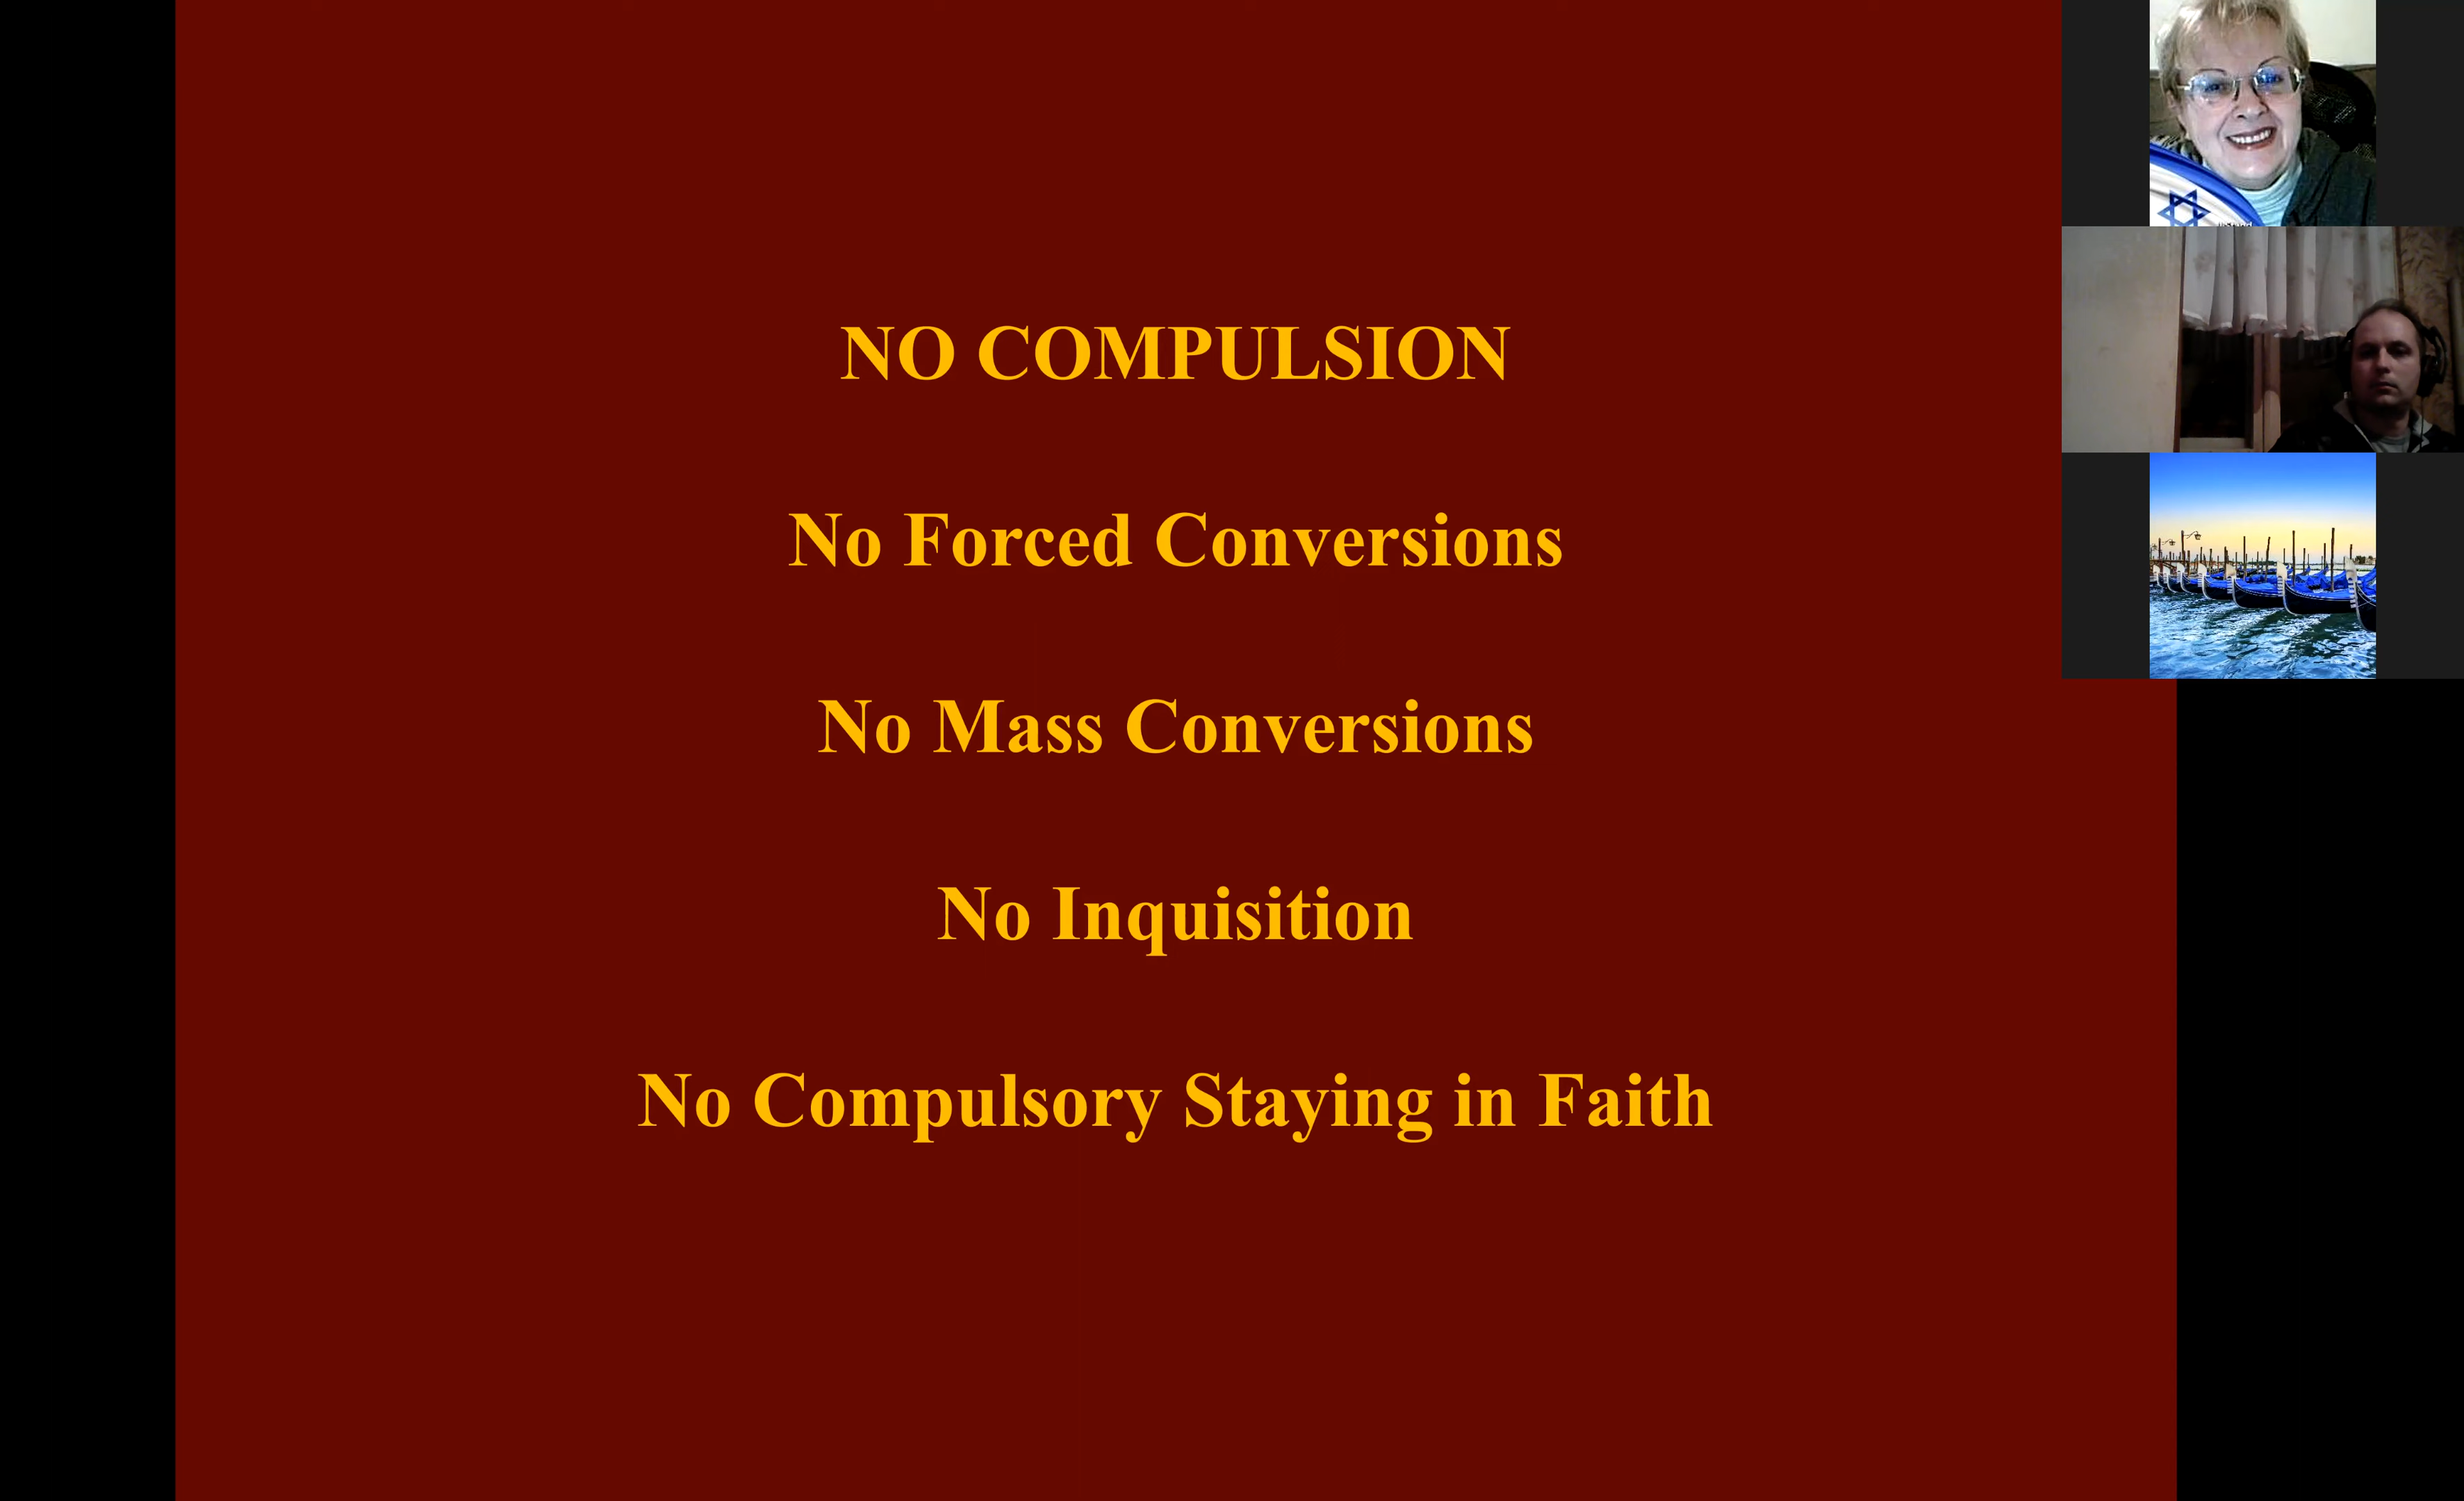 NO COMPULSION
No Forced Conversions
No Mass Conversions
No Inquisition
No Compulsory Staying in Faith